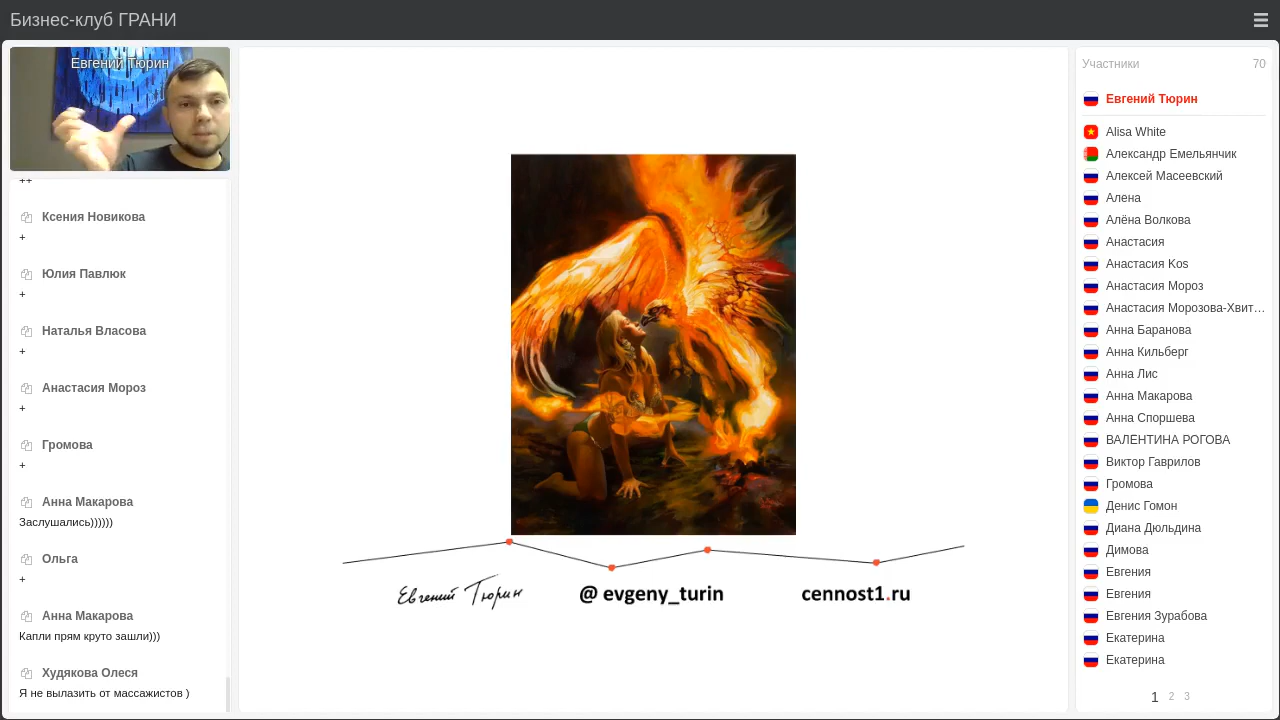 Бизнес-клуб ГРАНИ
Евгений Тюрин
++
Ксения Новикова
+
Юлия Павлюк
+
Наталья Власова
+
Анастасия Мороз
+
Громова
+
Анна Макарова
Заслушались))))))
Ольга
+
Анна Макарова
Капли прям круто зашли)))
Худякова Олеся
Я не вылазить от массажистов )
Евгений Тюрин
@ evgeny_turin
cennost1.ru
Участники 70
Евгений Тюрин
Alisa White
Александр Емельянчик
Алексей Масеевский
Алена
Алёна Волкова
Анастасия
Анастасия Kos
Анастасия Мороз
Анастасия Морозова-Хвит…
Анна Баранова
Анна Кильберг
Анна Лис
Анна Макарова
Анна Споршева
ВАЛЕНТИНА РОГОВА
Виктор Гаврилов
Громова
Денис Гомон
Диана Дюльдина
Димова
Евгения
Евгения
Евгения Зурабова
Екатерина
Екатерина
1 2 3